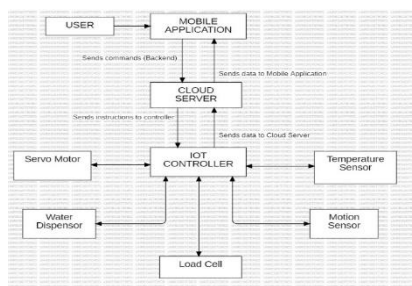 USER
MOBILE
APPLICATION
Sends commands (Backend)
Sends data to Mobile Application
CLOUD
SERVER
Sends instructions to controller
Sends data to Cloud Server
IOT
CONTROLLER
Servo Motor
Temperature
Sensor
Water
Dispensor
Motion
Sensor
Load Cell